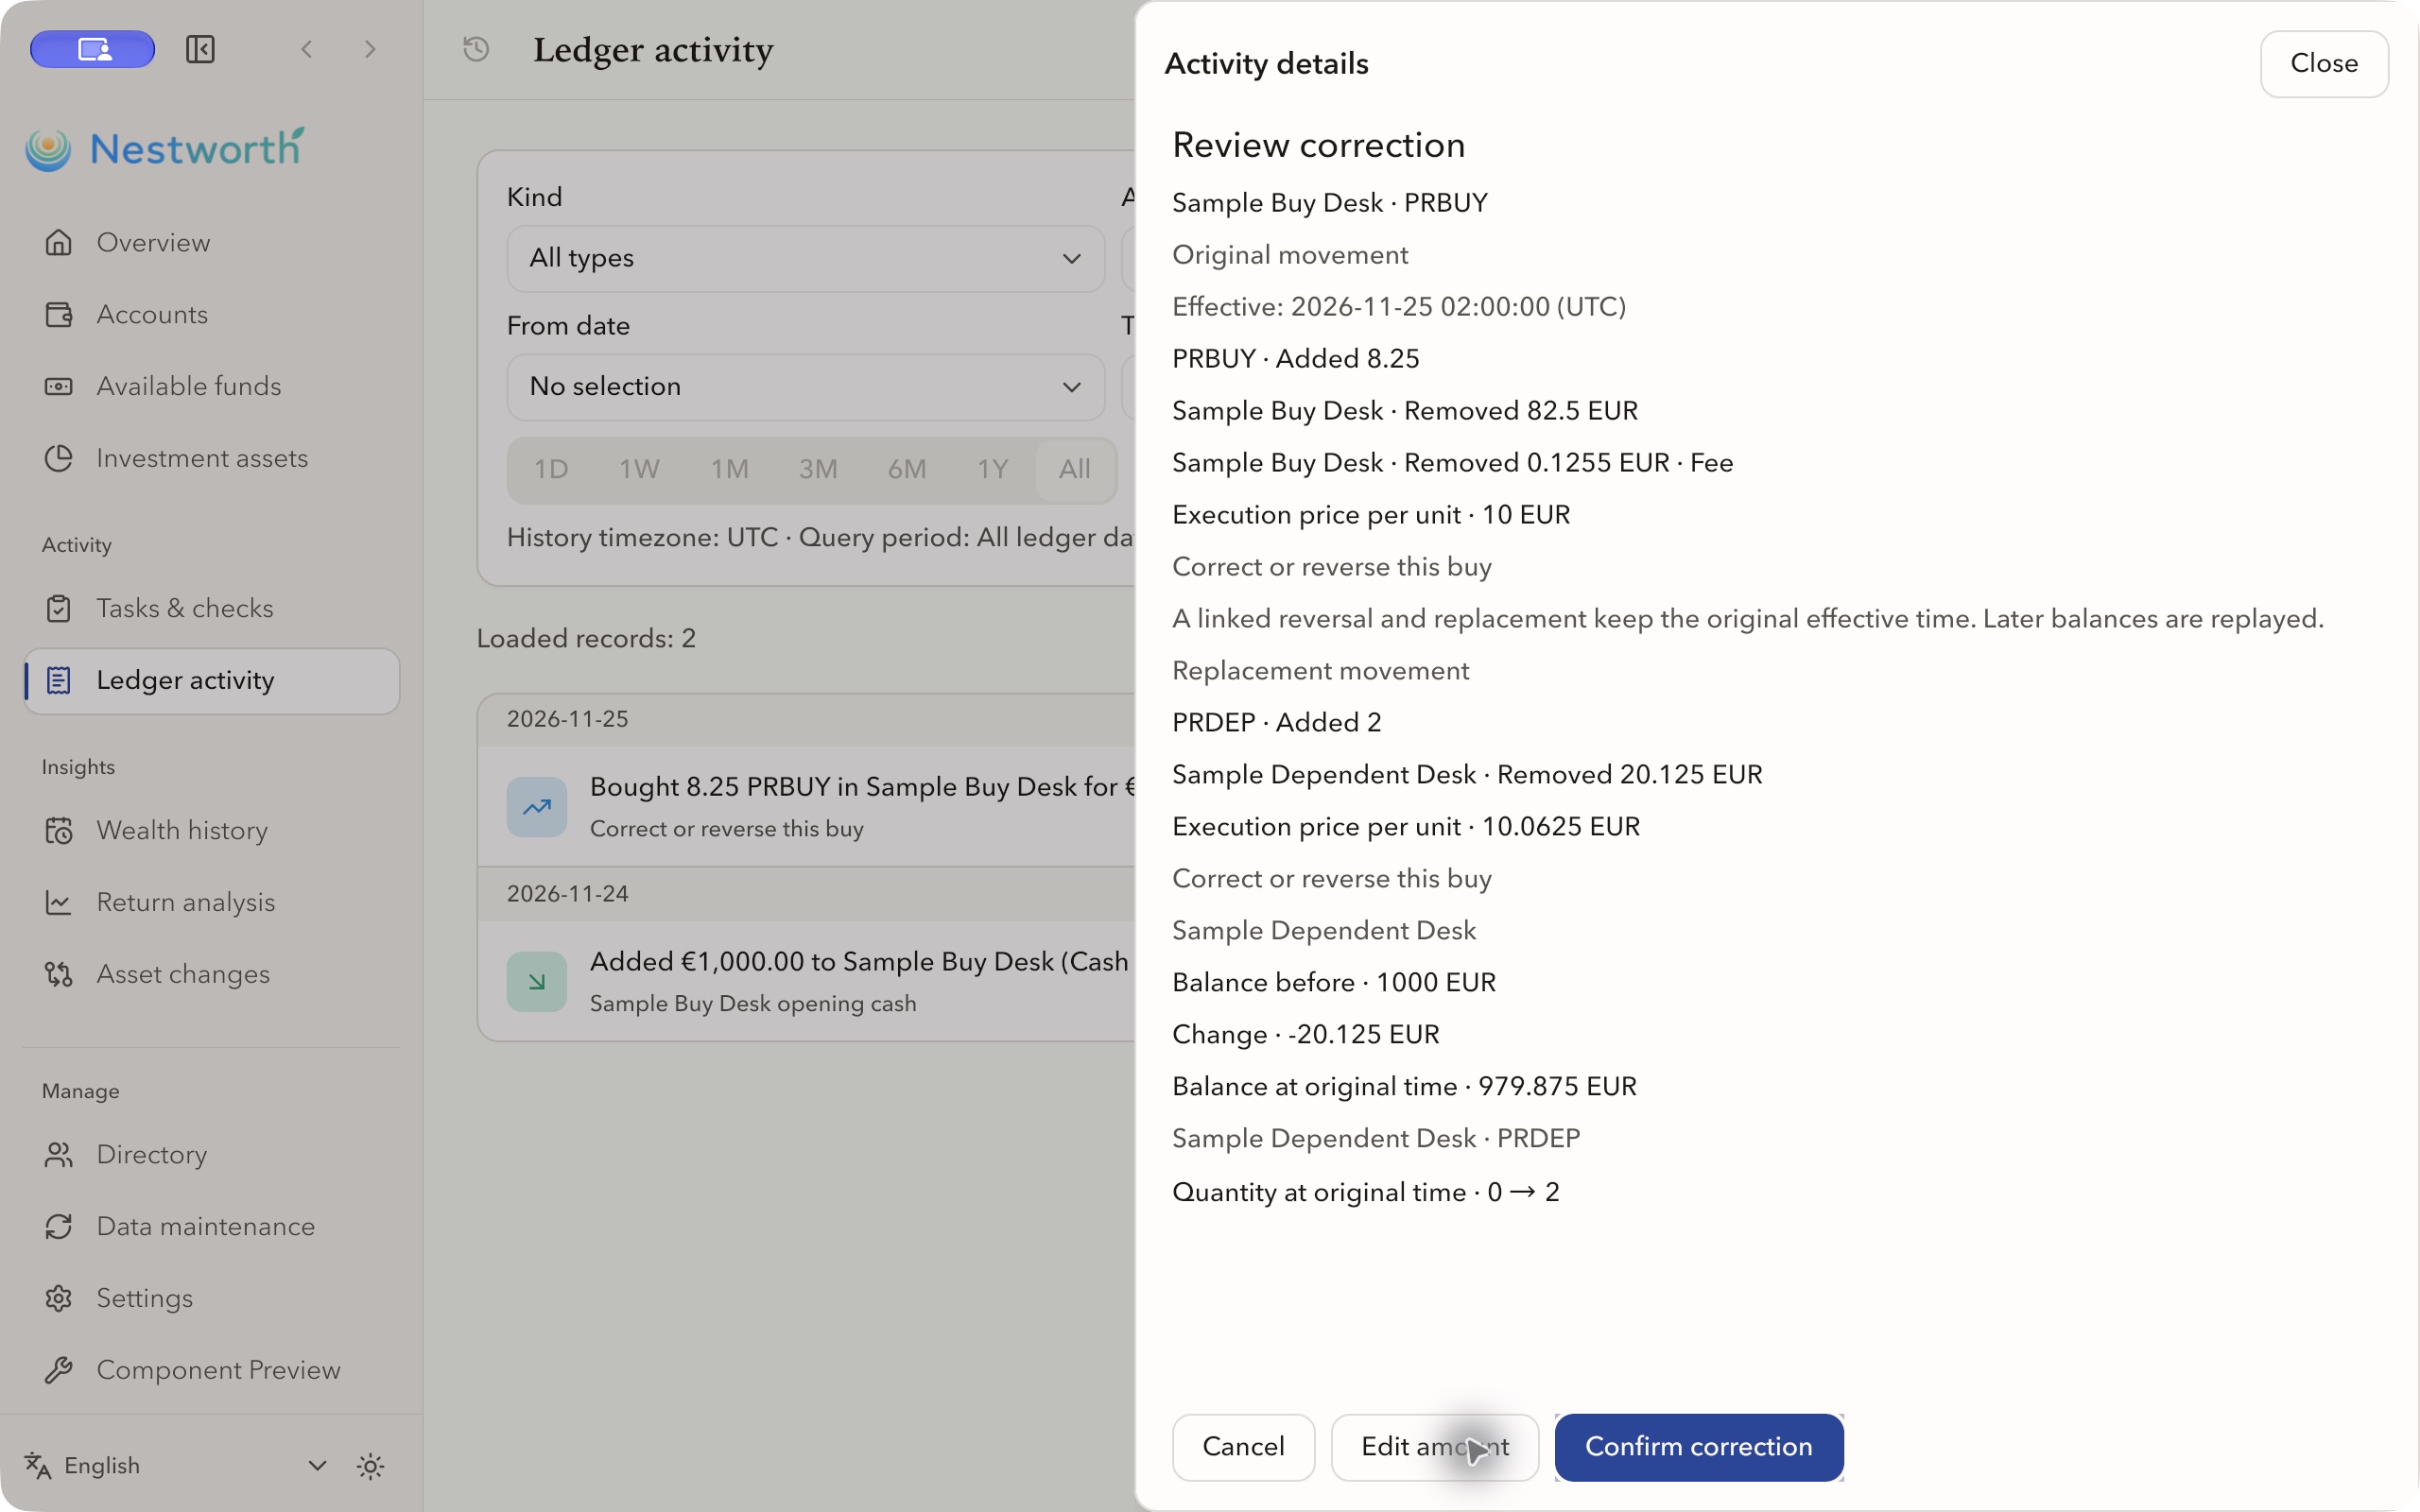 Nestworth
Overview
Accounts
Available funds
Investment assets
Activity
Tasks & checks
Ledger activity
Insights
Wealth history
Return analysis
Asset changes
Manage
Directory
Data maintenance
Settings
Component Preview
English
Ledger activity
Kind
All types
From date
No selection
1D 1W 1M 3M 6M 1Y All
History timezone: UTC · Query period: All ledger da
Loaded records: 2
2026-11-25
Bought 8.25 PRBUY in Sample Buy Desk for €
Correct or reverse this buy
2026-11-24
Added €1,000.00 to Sample Buy Desk (Cash
Sample Buy Desk opening cash
Activity details
Close
Review correction
Sample Buy Desk · PRBUY
Original movement
Effective: 2026-11-25 02:00:00 (UTC)
PRBUY · Added 8.25
Sample Buy Desk · Removed 82.5 EUR
Sample Buy Desk · Removed 0.1255 EUR · Fee
Execution price per unit · 10 EUR
Correct or reverse this buy
A linked reversal and replacement keep the original effective time. Later balances are replayed.
Replacement movement
PRDEP · Added 2
Sample Dependent Desk · Removed 20.125 EUR
Execution price per unit · 10.0625 EUR
Correct or reverse this buy
Sample Dependent Desk
Balance before · 1000 EUR
Change · -20.125 EUR
Balance at original time · 979.875 EUR
Sample Dependent Desk · PRDEP
Quantity at original time · 0 → 2
Cancel
Edit amount
Confirm correction